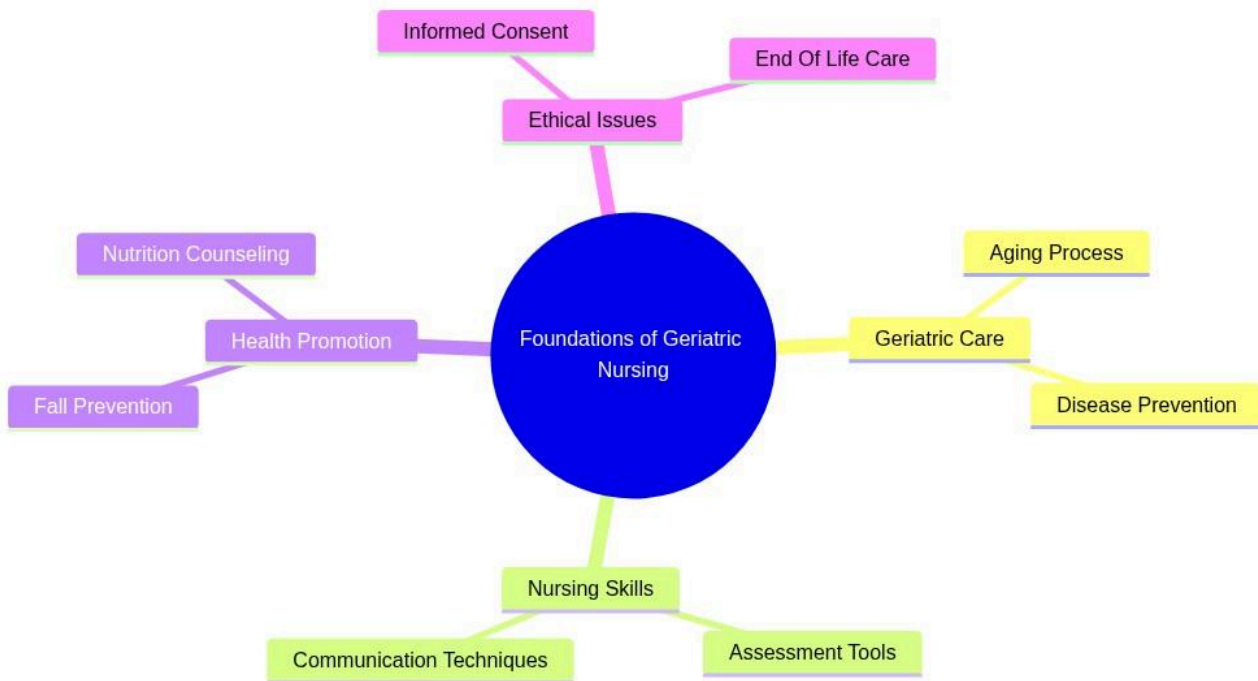 Informed Consent
End Of Life Care
Ethical Issues
Nutrition Counseling
Aging Process
Health Promotion
Foundations of Geriatric
Nursing
Geriatric Care
Fall Prevention
Disease Prevention
Nursing Skills
Communication Techniques
Assessment Tools